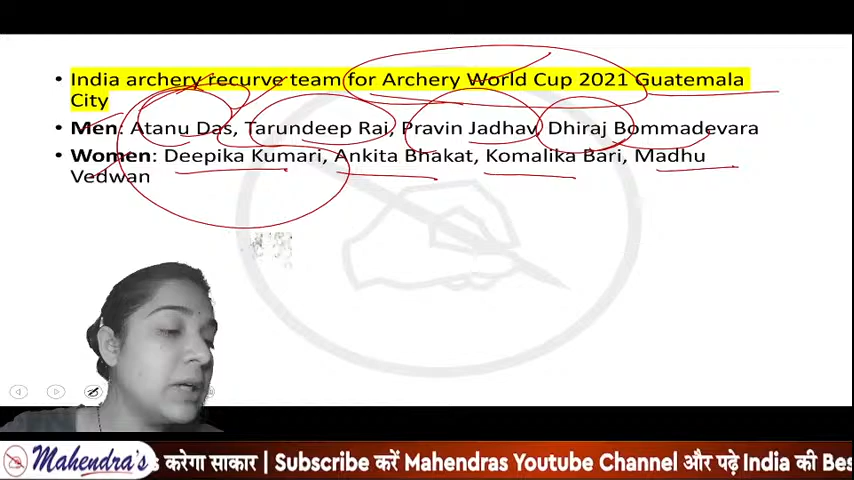 • India archery recurve team for Archery World Cup 2021 Guatemala
City
• Men: Atanu Das, Tarundeep Rai, Pravin Jadhav, Dhiraj Bommadevara
• Women: Deepika Kumari, Ankita Bhakat, Komalika Bari, Madhu
Vedwan
Mahendra's करेगा साकार | Subscribe करें Mahendras Youtube Channel और पढ़े India की Bes